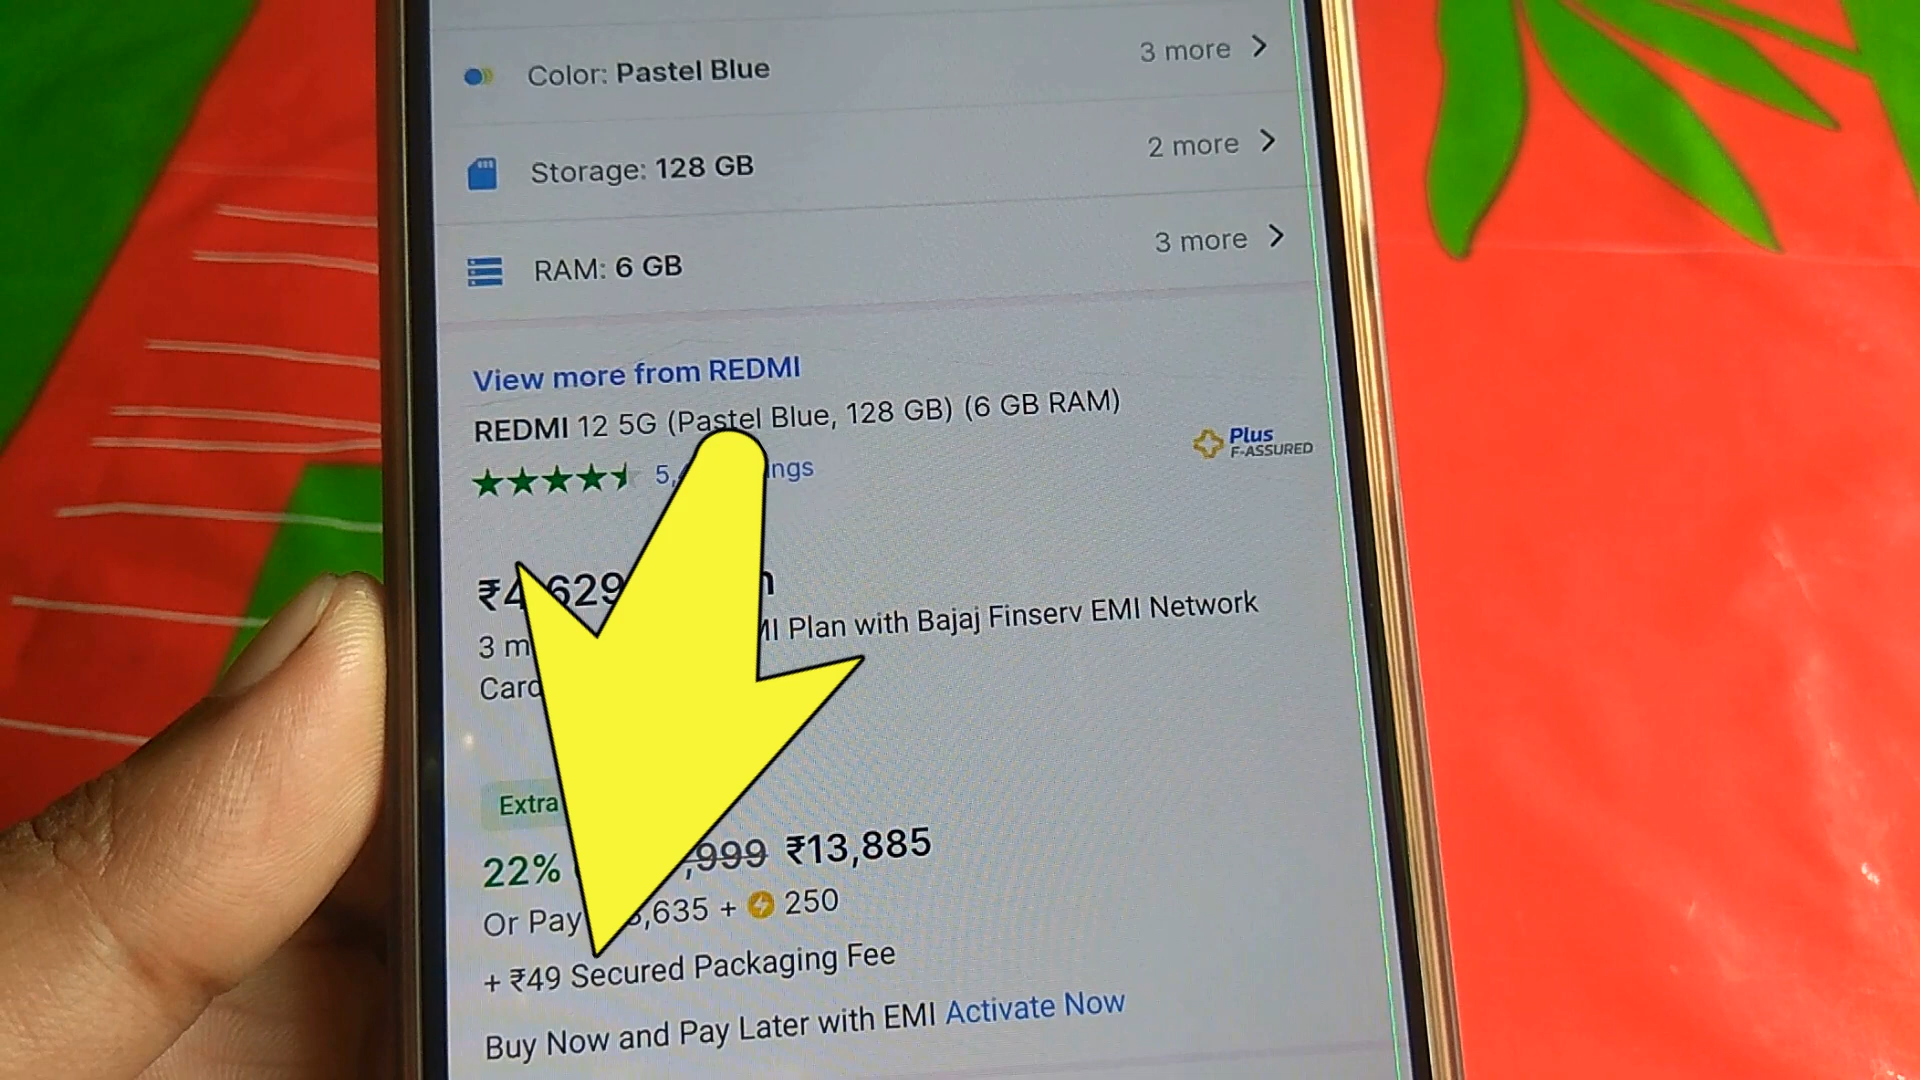 Color: Pastel Blue 3 more
Storage: 128 GB 2 more
RAM: 6 GB 3 more
View more from REDMI
REDMI 12 5G (Pastel Blue, 128 GB) (6 GB RAM)
Plus
F-ASSURED
3
Plan with Bajaj Finserv EMI Network
Card
Extra
22% ₹13,885
Or Pay + 250
+ ₹49 Secured Packaging Fee
Buy Now and Pay Later with EMI Activate Now